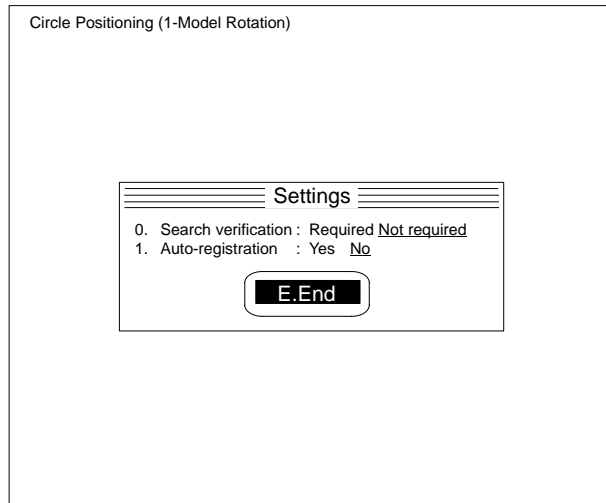 Circle Positioning (1-Model Rotation)
Settings
0. Search verification : Required Not required
1. Auto-registration : Yes No
E.End